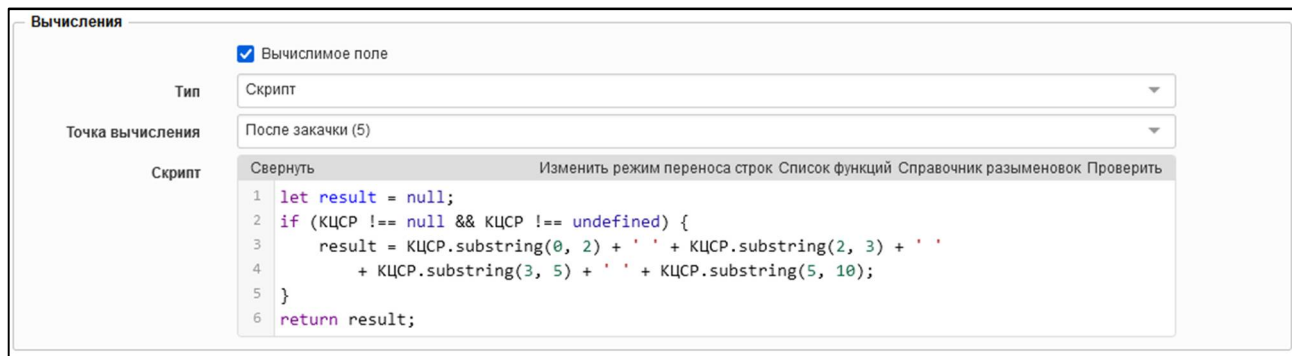 Вычисления
Вычислимое поле
Тип Скрипт
Точка вычисления После закачки (5)
Скрипт Свернуть Изменить режим переноса строк Список функций Справочник разыменовок Проверить
1 let result = null;
2 if (КЦСР !== null && КЦСР !== undefined) {
3     result = КЦСР.substring(0, 2) + ' ' + КЦСР.substring(2, 3) + ' '
4         + КЦСР.substring(3, 5) + ' ' + КЦСР.substring(5, 10);
5 }
6 return result;